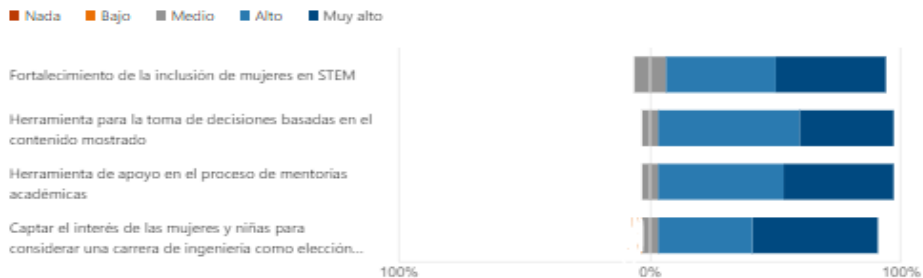 Nada Bajo Medio Alto Muy alto
Fortalecimiento de la inclusión de mujeres en STEM
Herramienta para la toma de decisiones basadas en el
contenido mostrado
Herramienta de apoyo en el proceso de mentorias
académicas
Captar el interés de las mujeres y niñas para
considerar una carrera de ingenieria como elección...
100% 0% 100%